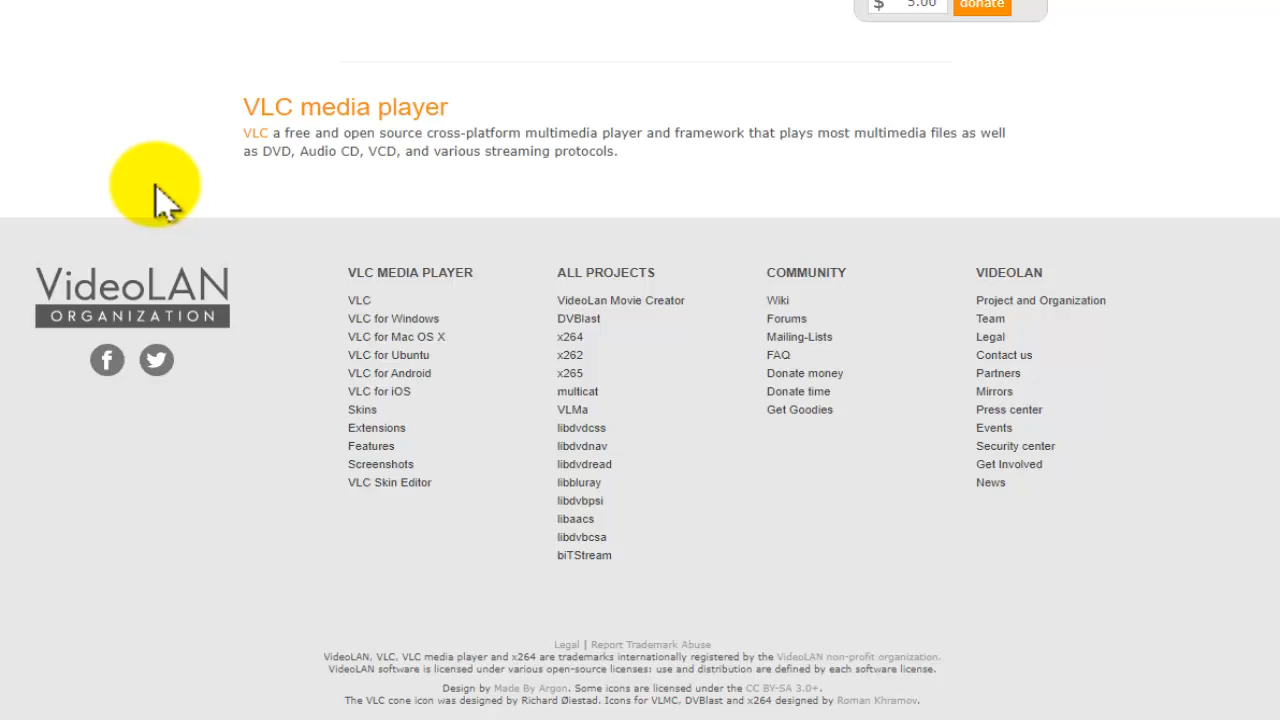 $ 5.00 donate
VLC media player
VLC a free and open source cross-platform multimedia player and framework that plays most multimedia files as well
as DVD, Audio CD, VCD, and various streaming protocols.
VideoLAN
ORGANIZATION
VLC MEDIA PLAYER
VLC
VLC for Windows
VLC for Mac OS X
VLC for Ubuntu
VLC for Android
VLC for iOS
Skins
Extensions
Features
Screenshots
VLC Skin Editor
ALL PROJECTS
VideoLan Movie Creator
DVBlast
x264
x262
x265
multicat
VLMa
libdvdcss
libdvdnav
libdvdread
libbluray
libdvbpsi
libaacs
libdvbcsa
biTStream
COMMUNITY
Wiki
Forums
Mailing-Lists
FAQ
Donate money
Donate time
Get Goodies
VIDEOLAN
Project and Organization
Team
Legal
Contact us
Partners
Mirrors
Press center
Events
Security center
Get Involved
News
Legal | Report Trademark Abuse
VideoLAN, VLC, VLC media player and x264 are trademarks internationally registered by the VideoLAN non-profit organization.
VideoLAN software is licensed under various open-source licenses: use and distribution are defined by each software license.
Design by Made By Argon. Some icons are licensed under the CC BY-SA 3.0+.
The VLC cone icon was designed by Richard Øiestad. Icons for VLMC, DVBlast and x264 designed by Roman Khramov.